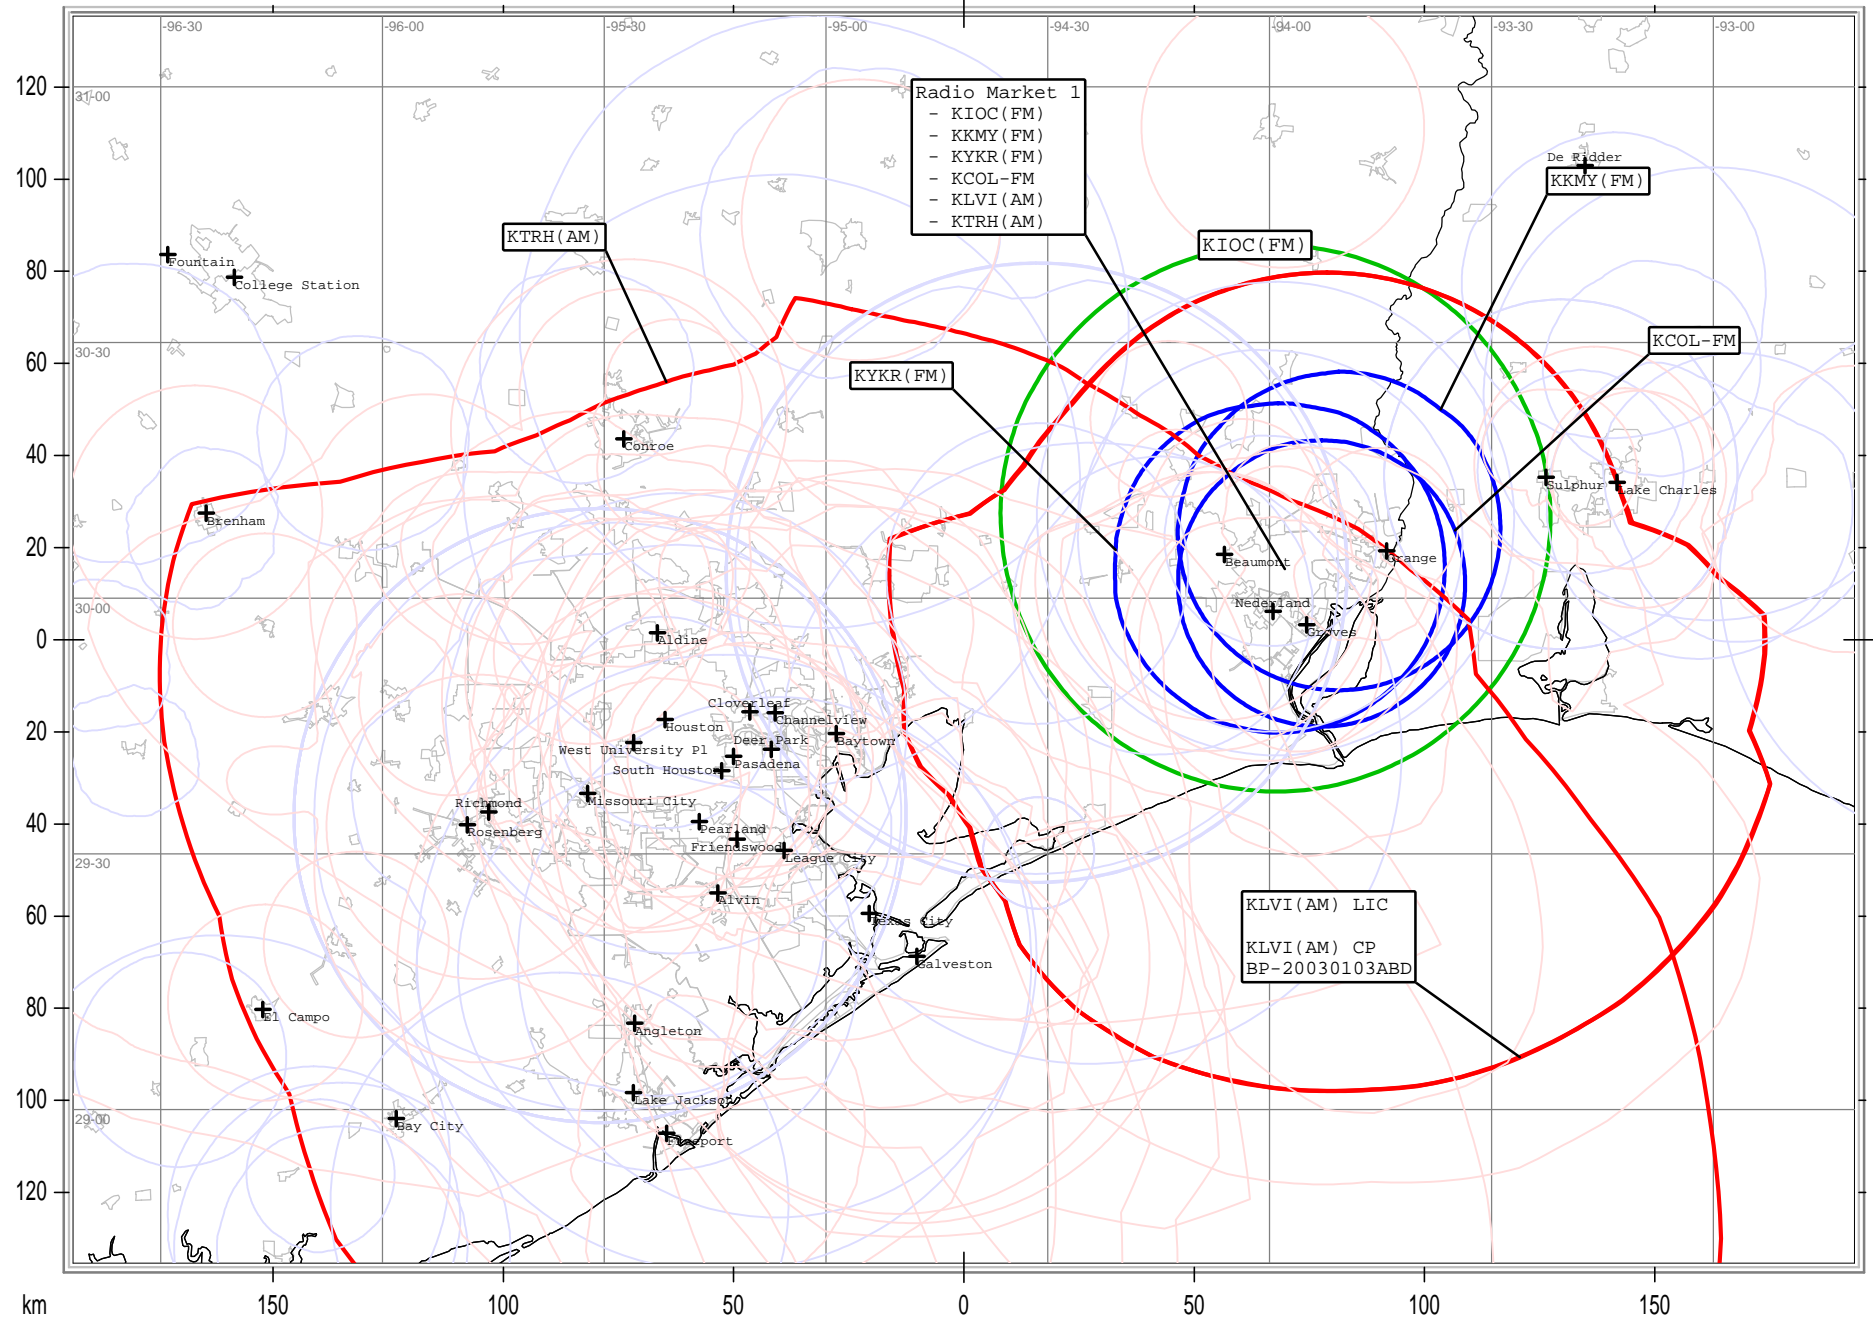 -96-30
-96-00
-95-30
-95-00
-94-30
-94-00
-93-30
-93-00
120
31-00
Radio Market 1
- KIOC(FM)
- KKMY(FM)
- KYKR(FM)
- KCOL-FM
- KLVI(AM)
- KTRH(AM)
100
De Ridder
KKMY(FM)
KTRH(AM)
KIOC(FM)
80
Fountain
College Station
60
30-30
KCOL-FM
KYKR(FM)
40
Conroe
Sulphur
Lake Charles
20
Brenham
Beaumont
Orange
30-00
Nederland
Groves
0
Aldine
20
Cloverleaf
Channelview
Houston
Baytown
West University Pl
Deer Park
Pasadena
South Houston
40
Missouri City
Richmond
Rosenberg
Pearland
Friendswood
League City
29-30
Alvin
60
Texas City
Galveston
KLVI(AM) LIC
KLVI(AM) CP
BP-20030103ABD
80
El Campo
Angleton
100
Lake Jackson
29-00
Bay City
Freeport
120
km
150
100
50
0
50
100
150